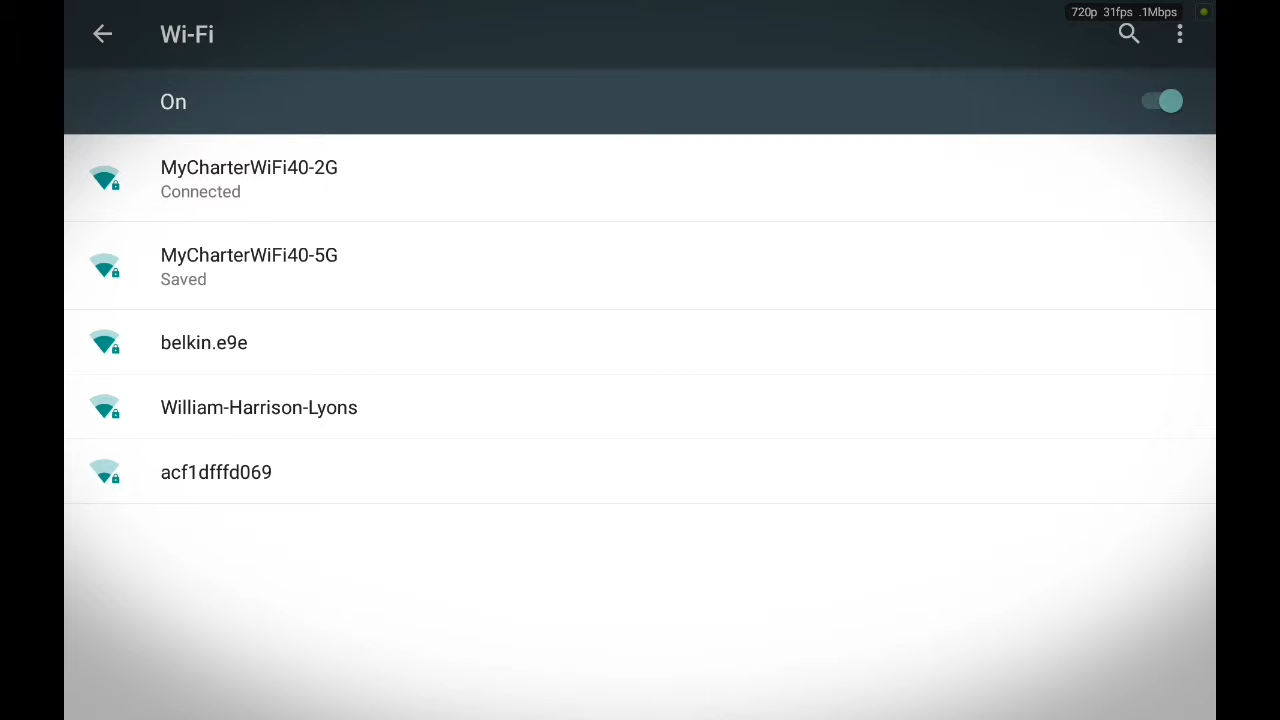 720p 31fps .1Mbps
Wi-Fi
On
MyCharterWiFi40-2G
Connected
MyCharterWiFi40-5G
Saved
belkin.e9e
William-Harrison-Lyons
acf1dfffd069